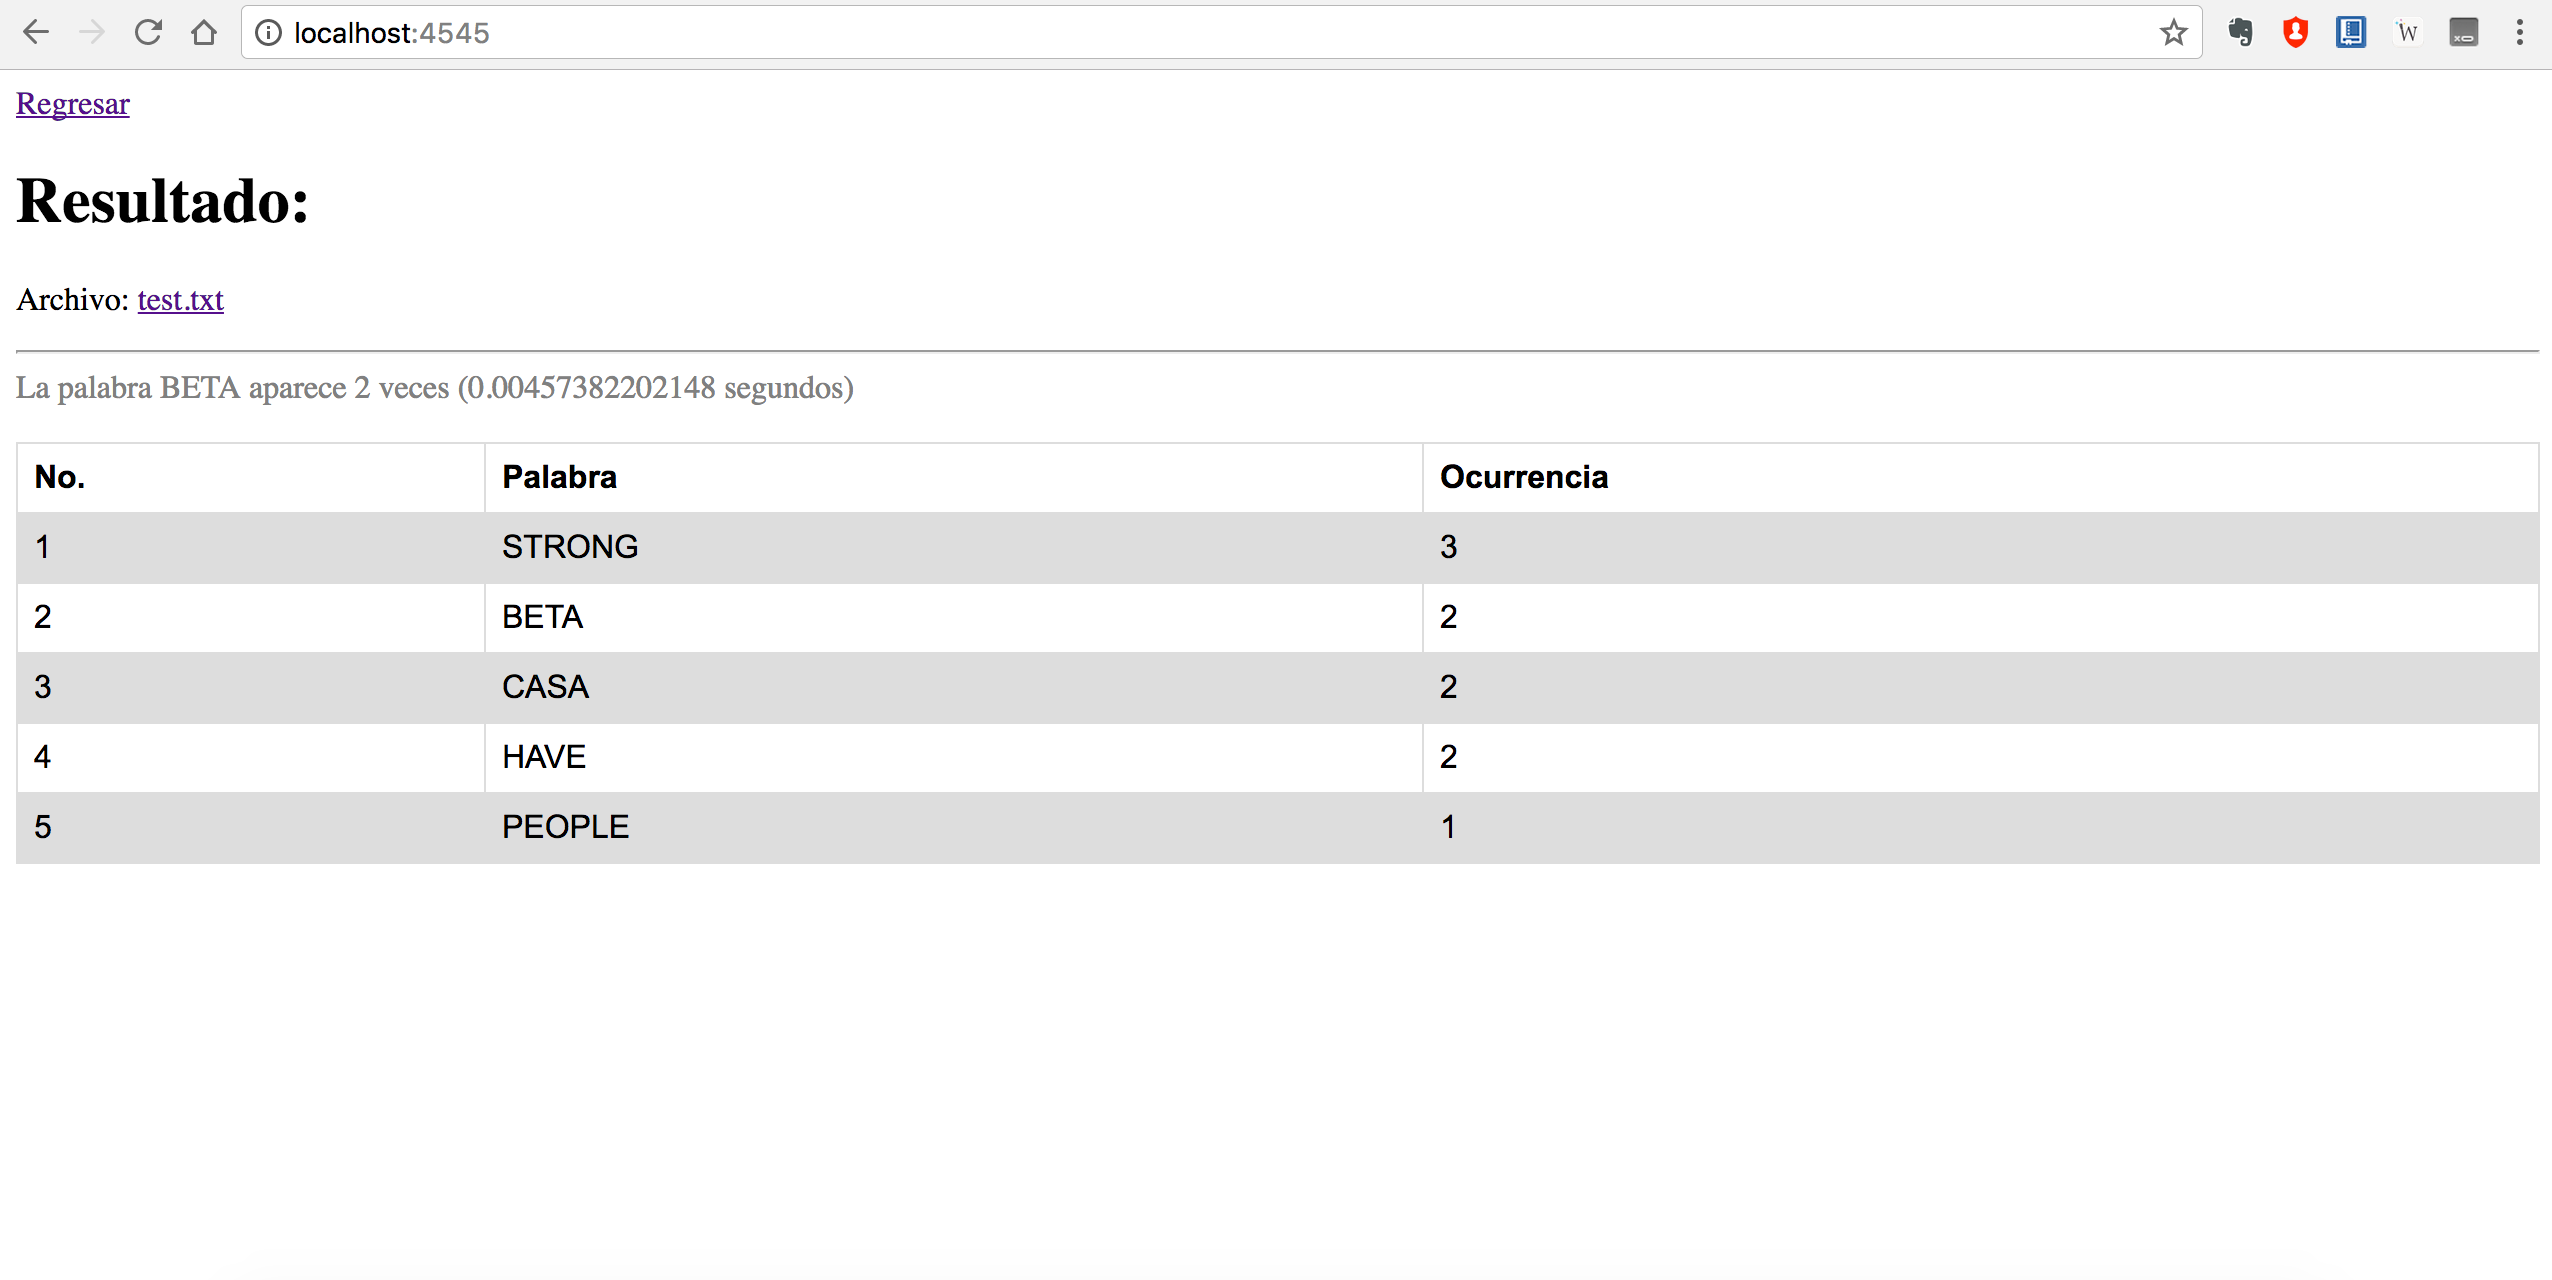 localhost:4545
W
Regresar
Resultado:
Archivo: test.txt
La palabra BETA aparece 2 veces (0.00457382202148 segundos)
No. Palabra Ocurrencia
1 STRONG 3
2 BETA 2
3 CASA 2
4 HAVE 2
5 PEOPLE 1